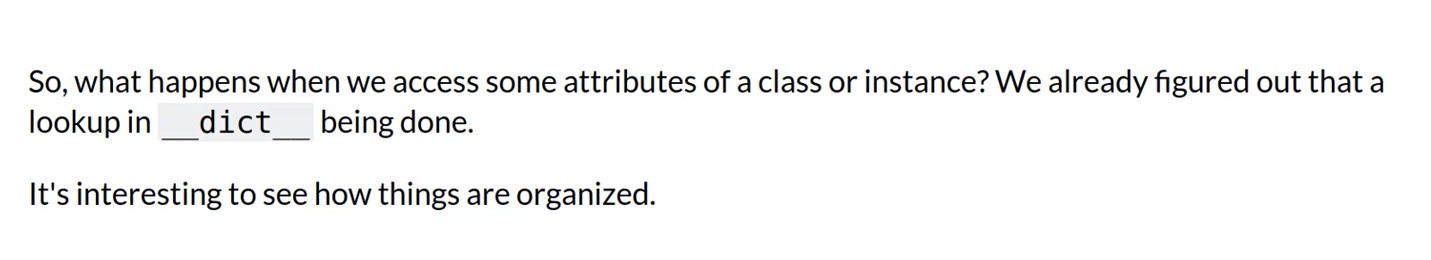 So, what happens when we access some attributes of a class or instance? We already figured out that a
lookup in __dict__ being done.
It's interesting to see how things are organized.